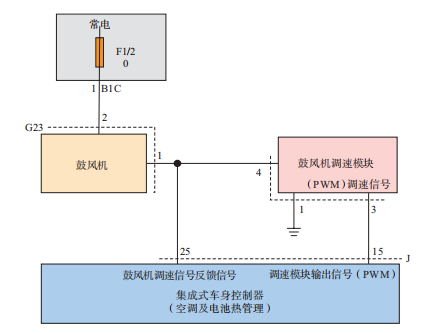 常电
F1/2
0
1 B1C
2
G23
1
鼓风机
4
鼓风机调速模块
(PWM)调速信号
1
3
25
15
J
鼓风机调速信号反馈信号
调速模块输出信号(PWM)
集成式车身控制器
(空调及电池热管理)